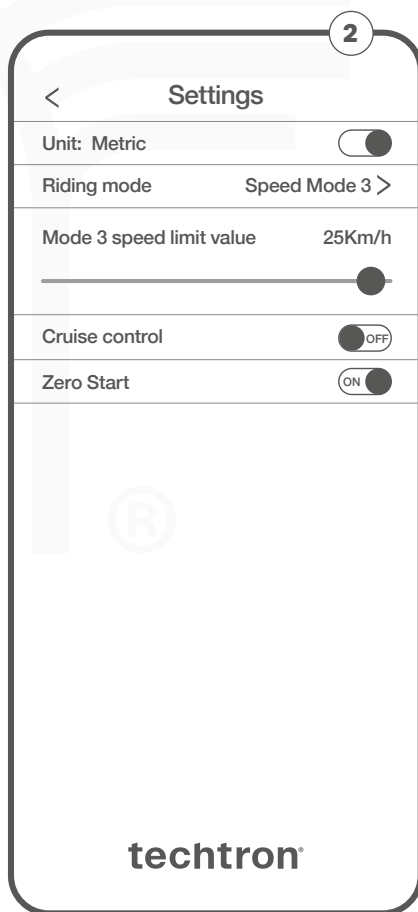 2
< Settings
Unit: Metric
Riding mode Speed Mode 3 >
Mode 3 speed limit value 25Km/h
Cruise control OFF
Zero Start ON
®
techtron®